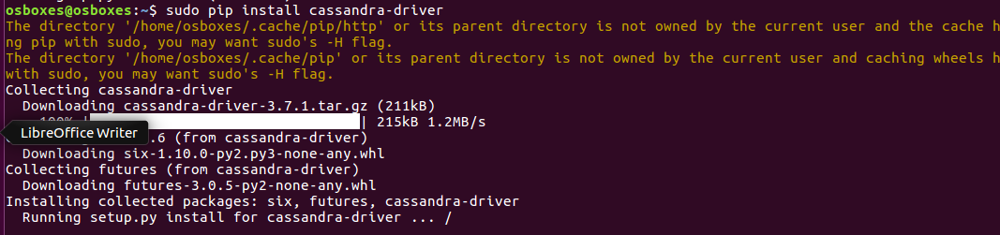 osboxes@osboxes:~$ sudo pip install cassandra-driver
The directory '/home/osboxes/.cache/pip/http' or its parent directory is not owned by the current user and the cache h
ng pip with sudo, you may want sudo's -H flag.
The directory '/home/osboxes/.cache/pip' or its parent directory is not owned by the current user and caching wheels h
with sudo, you may want sudo's -H flag.
Collecting cassandra-driver
Downloading cassandra-driver-3.7.1.tar.gz (211kB)
100% | | 215kB 1.2MB/s
LibreOffice Writer
.6 (from cassandra-driver)
Downloading six-1.10.0-py2.py3-none-any.whl
Collecting futures (from cassandra-driver)
Downloading futures-3.0.5-py2-none-any.whl
Installing collected packages: six, futures, cassandra-driver
Running setup.py install for cassandra-driver ... /